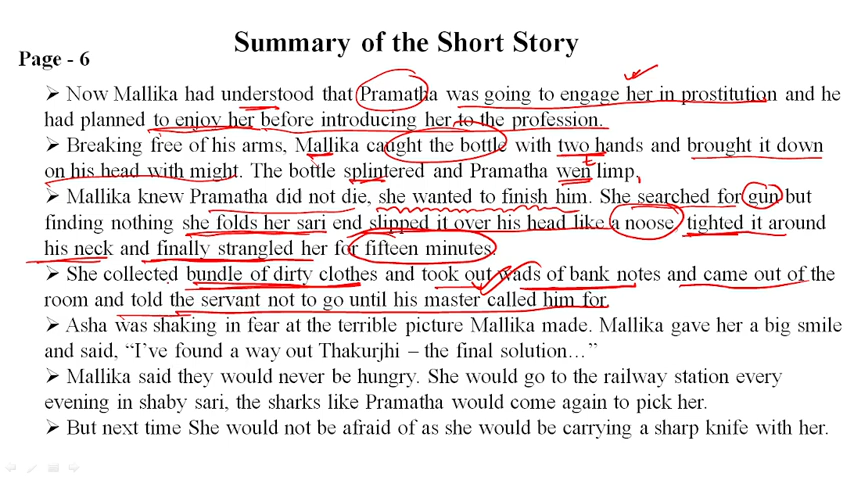 Summary of the Short Story
Page - 6
➢ Now Mallika had understood that Pramatha was going to engage her in prostitution and he
had planned to enjoy her before introducing her to the profession.
➢ Breaking free of his arms, Mallika caught the bottle with two hands and brought it down
on his head with might. The bottle splintered and Pramatha wen limp,
➢ Mallika knew Pramatha did not die, she wanted to finish him. She searched for gun but
finding nothing she folds her sari end slipped it over his head like a noose, tighted it around
his neck and finally strangled her for fifteen minutes.
➢ She collected bundle of dirty clothes and took out wads of bank notes and came out of the
room and told the servant not to go until his master called him for.
➢ Asha was shaking in fear at the terrible picture Mallika made. Mallika gave her a big smile
and said, “I’ve found a way out Thakurjhi – the final solution…”
➢ Mallika said they would never be hungry. She would go to the railway station every
evening in shaby sari, the sharks like Pramatha would come again to pick her.
➢ But next time She would not be afraid of as she would be carrying a sharp knife with her.